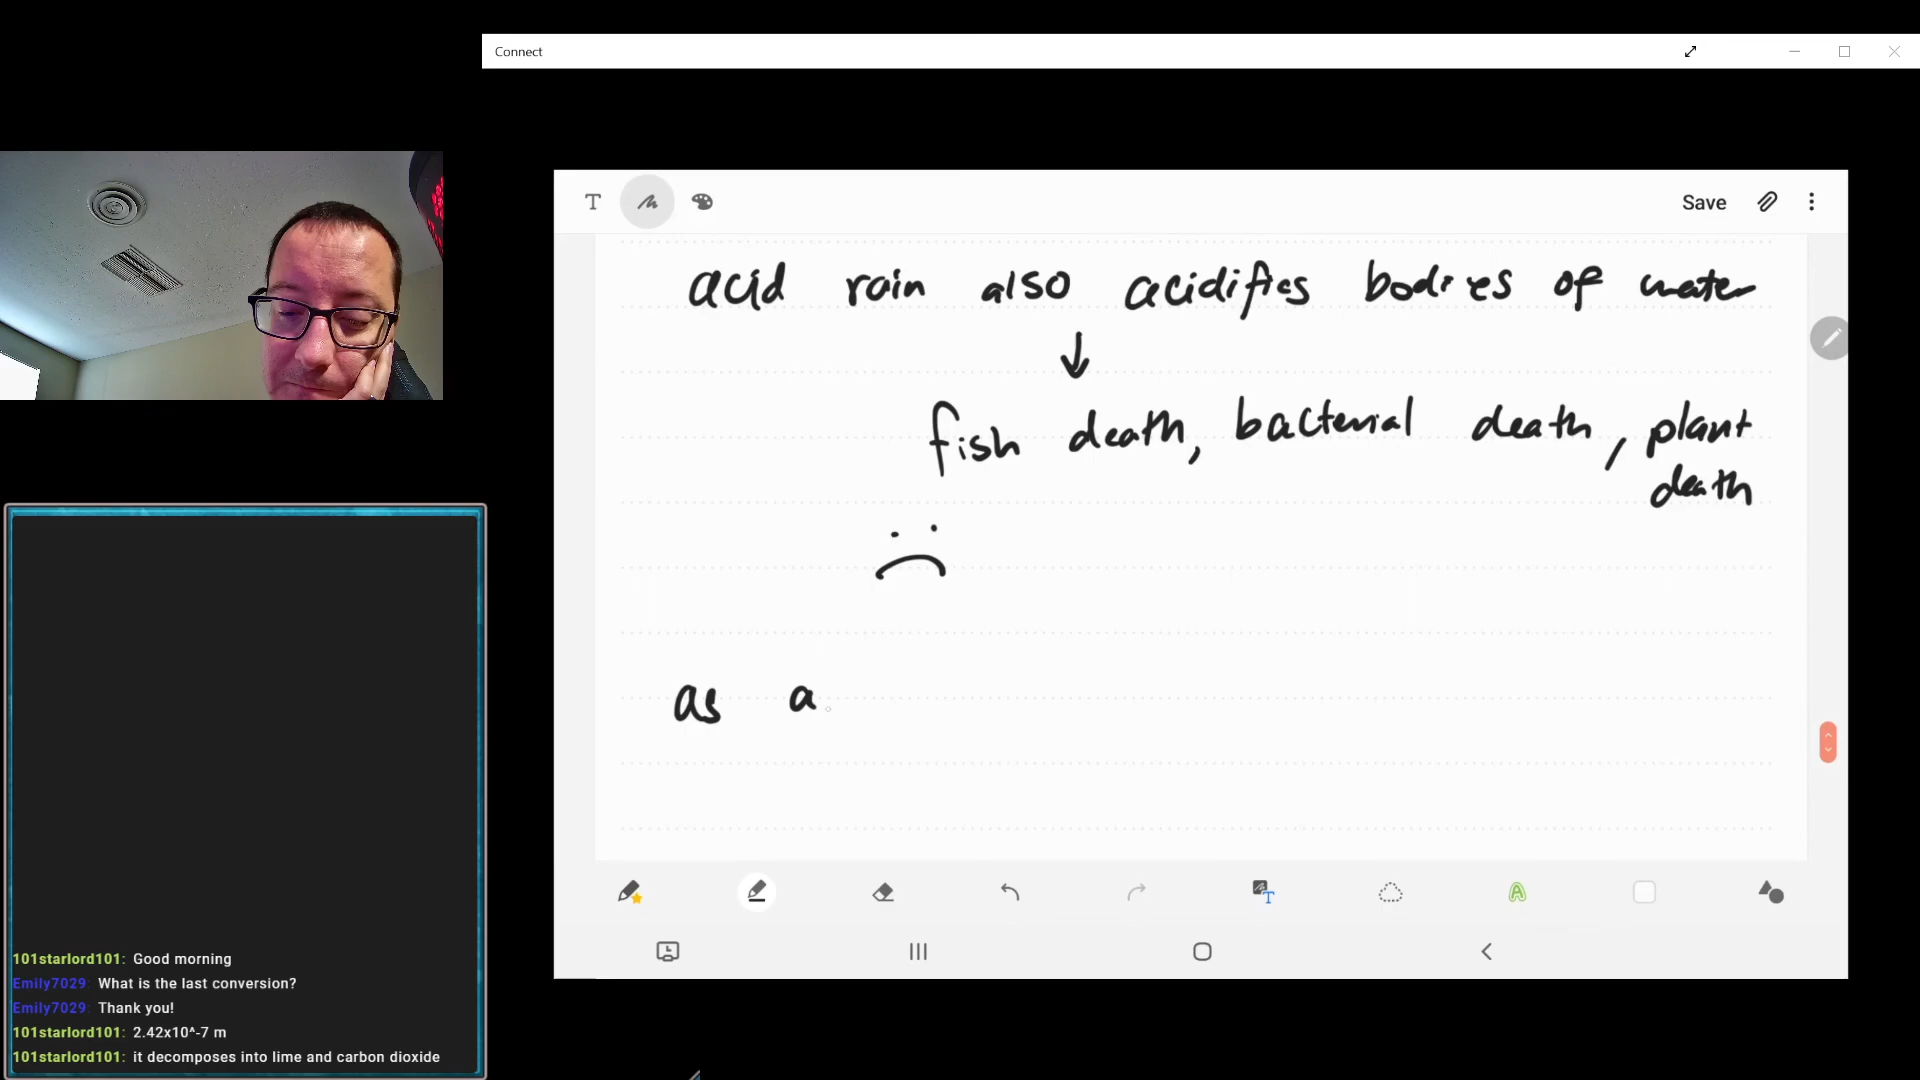 Connect
Save
acid rain also acidifies bodies of water
↓
fish death, bacterial death, plant
death
as a
101starlord101: Good morning
Emily7029: What is the last conversion?
Emily7029: Thank you!
101starlord101: 2.42x10^-7 m
101starlord101: it decomposes into lime and carbon dioxide